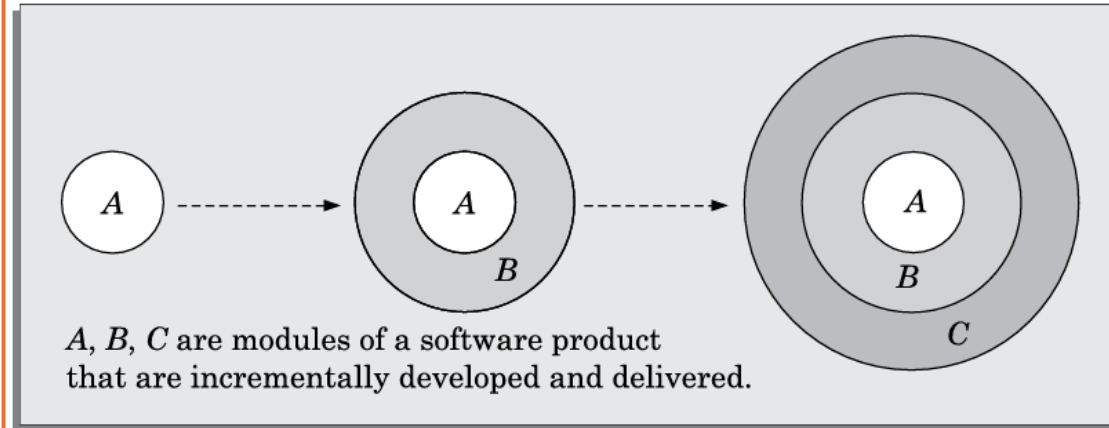 A
A
B
A
B
C
A, B, C are modules of a software product
that are incrementally developed and delivered.